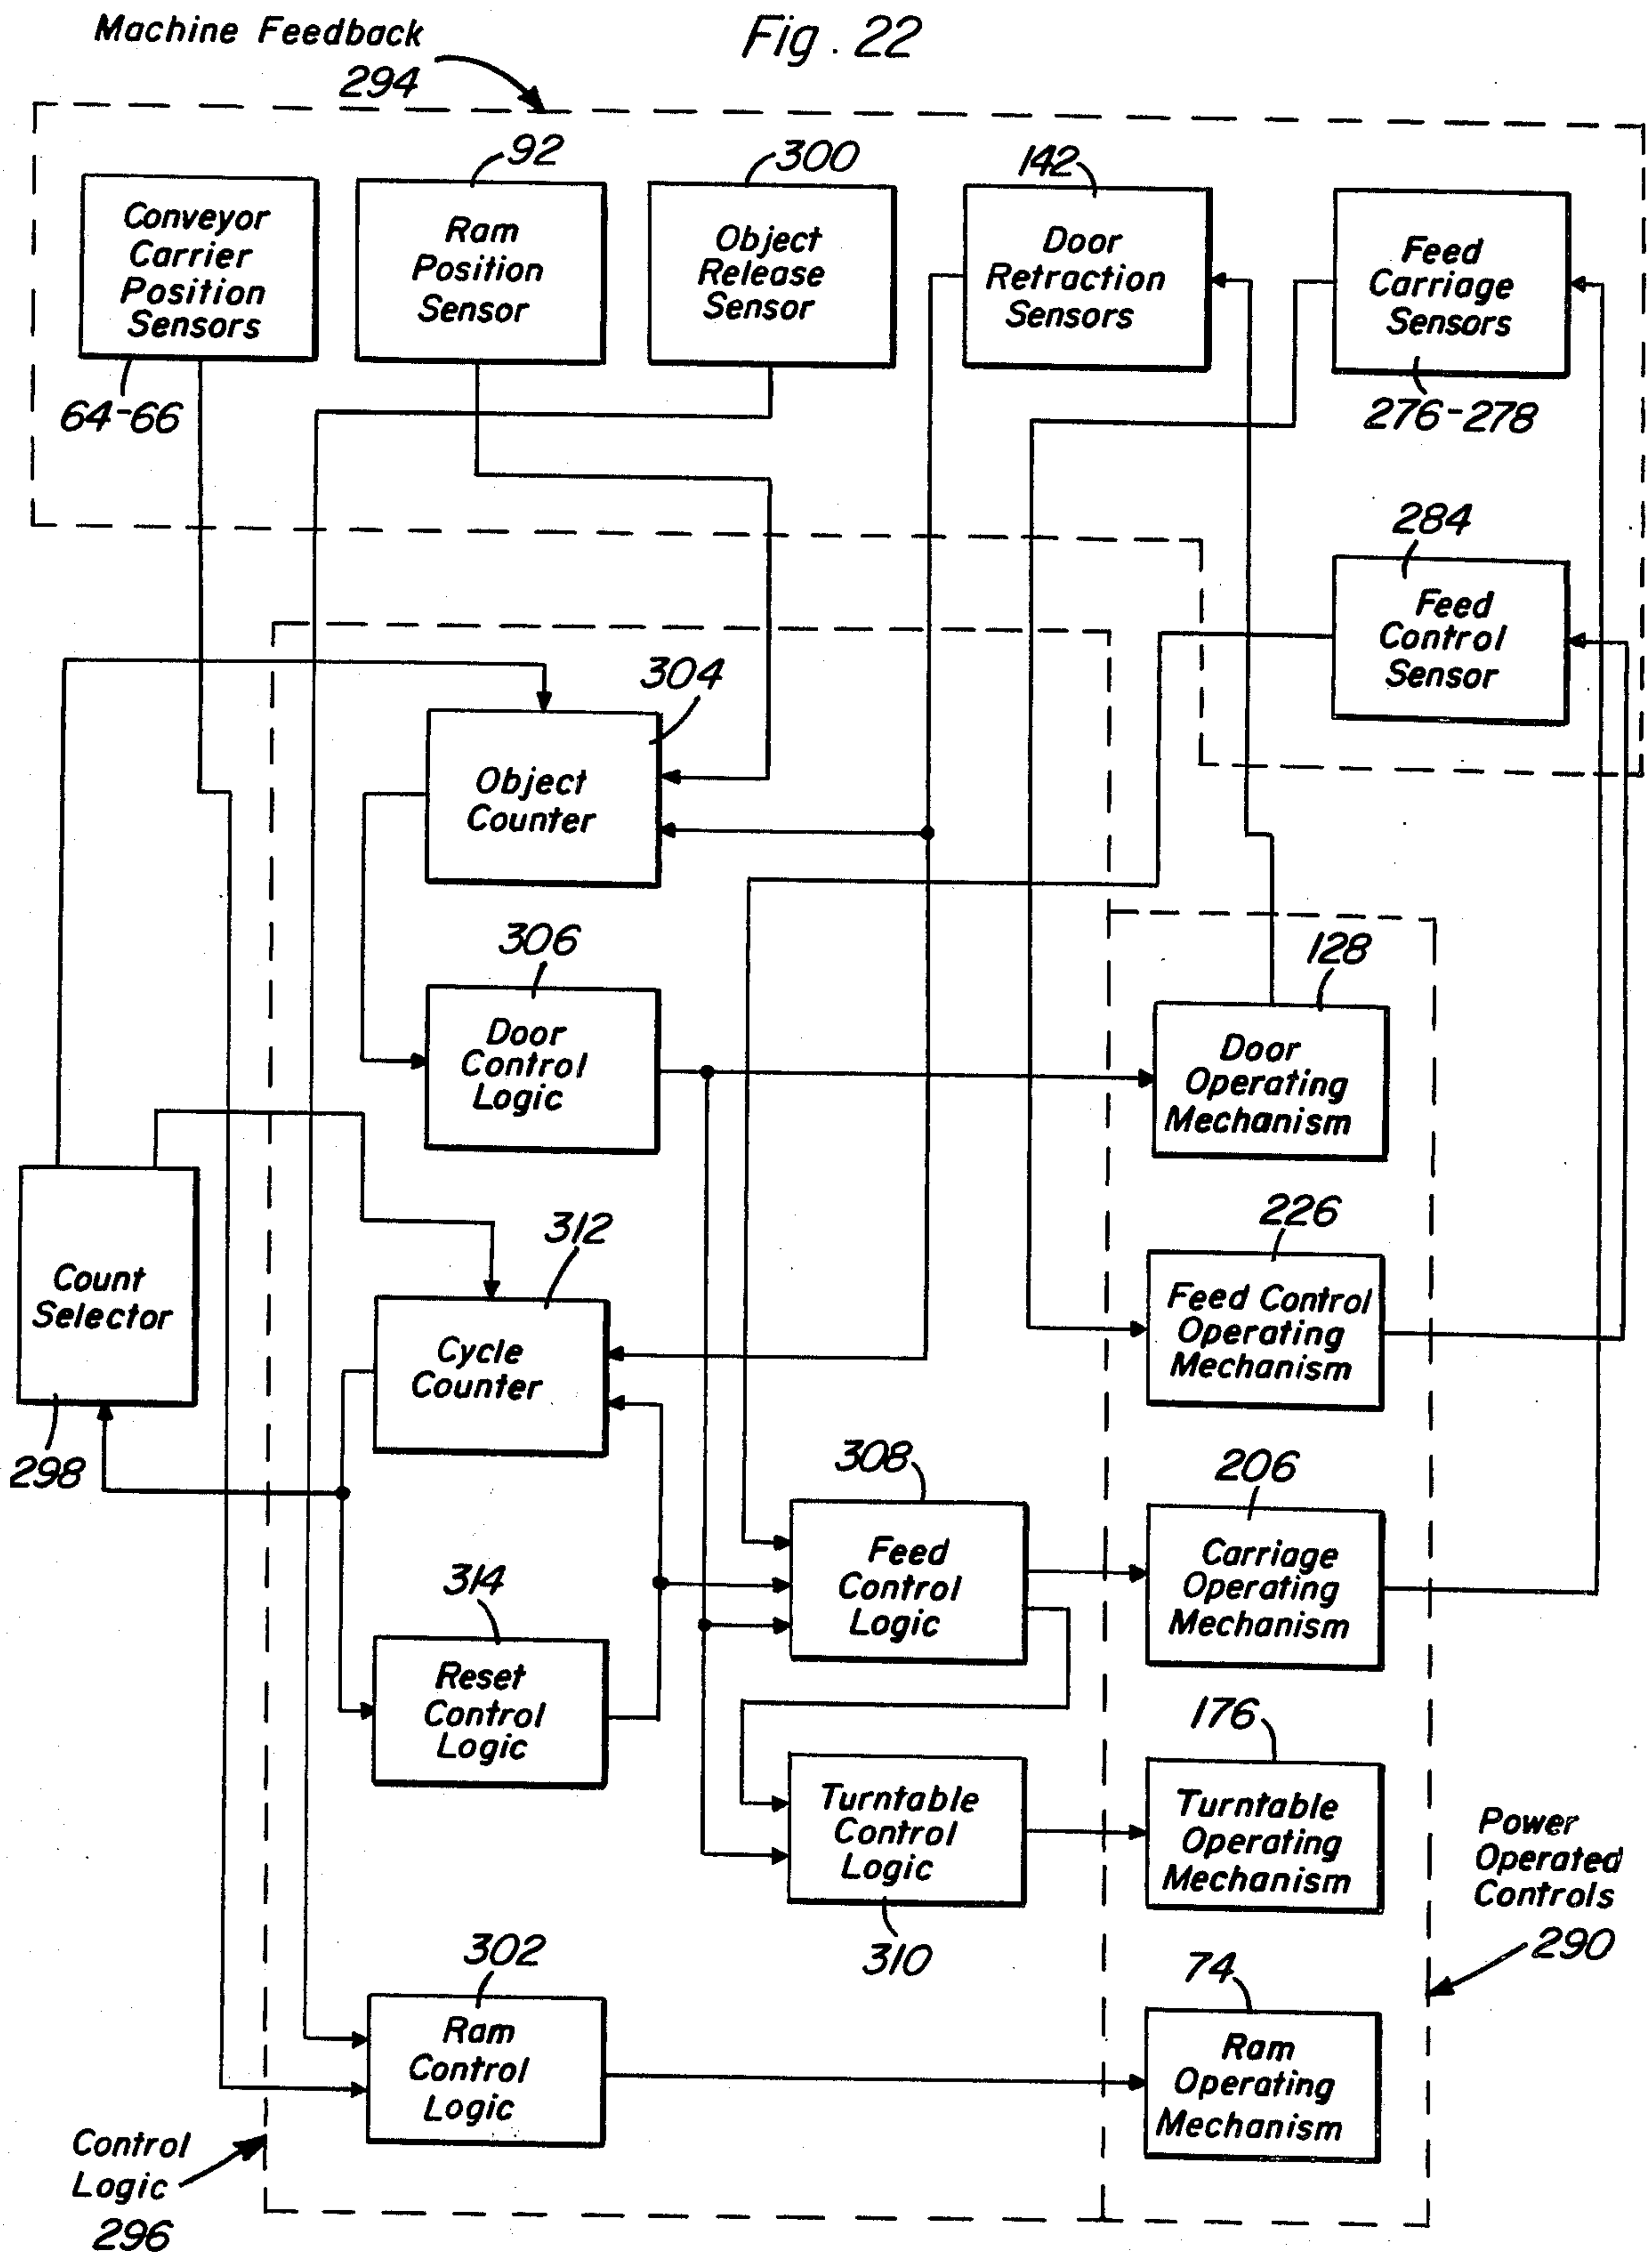 Fig. 22
Machine Feedback
294
92
300
142
Conveyor
Carrier
Position
Sensors
64-66
Ram
Position
Sensor
Object
Release
Sensor
Door
Retraction
Sensors
Feed
Carriage
Sensors
276-278
284
Feed
Control
Sensor
304
Object
Counter
306
Door
Control
Logic
128
Door
Operating
Mechanism
Count
Selector
298
312
Cycle
Counter
226
Feed Control
Operating
Mechanism
308
Feed
Control
Logic
206
Carriage
Operating
Mechanism
314
Reset
Control
Logic
Turntable
Control
Logic
310
176
Turntable
Operating
Mechanism
Power
Operated
Controls
290
302
Ram
Control
Logic
74
Ram
Operating
Mechanism
Control
Logic
296